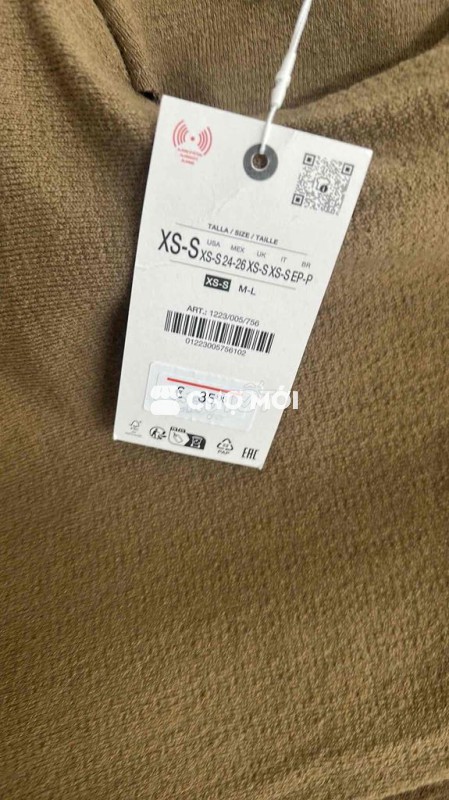 TALLA / SIZE / TAILLE
USA MEX UK IT BR
XS-S XS-S 24-26 XS-S XS-S EP-P
XS-S M-L
ART.: 1223/005/756
01223005756102
CHỢ MỚI
PAP
EAC